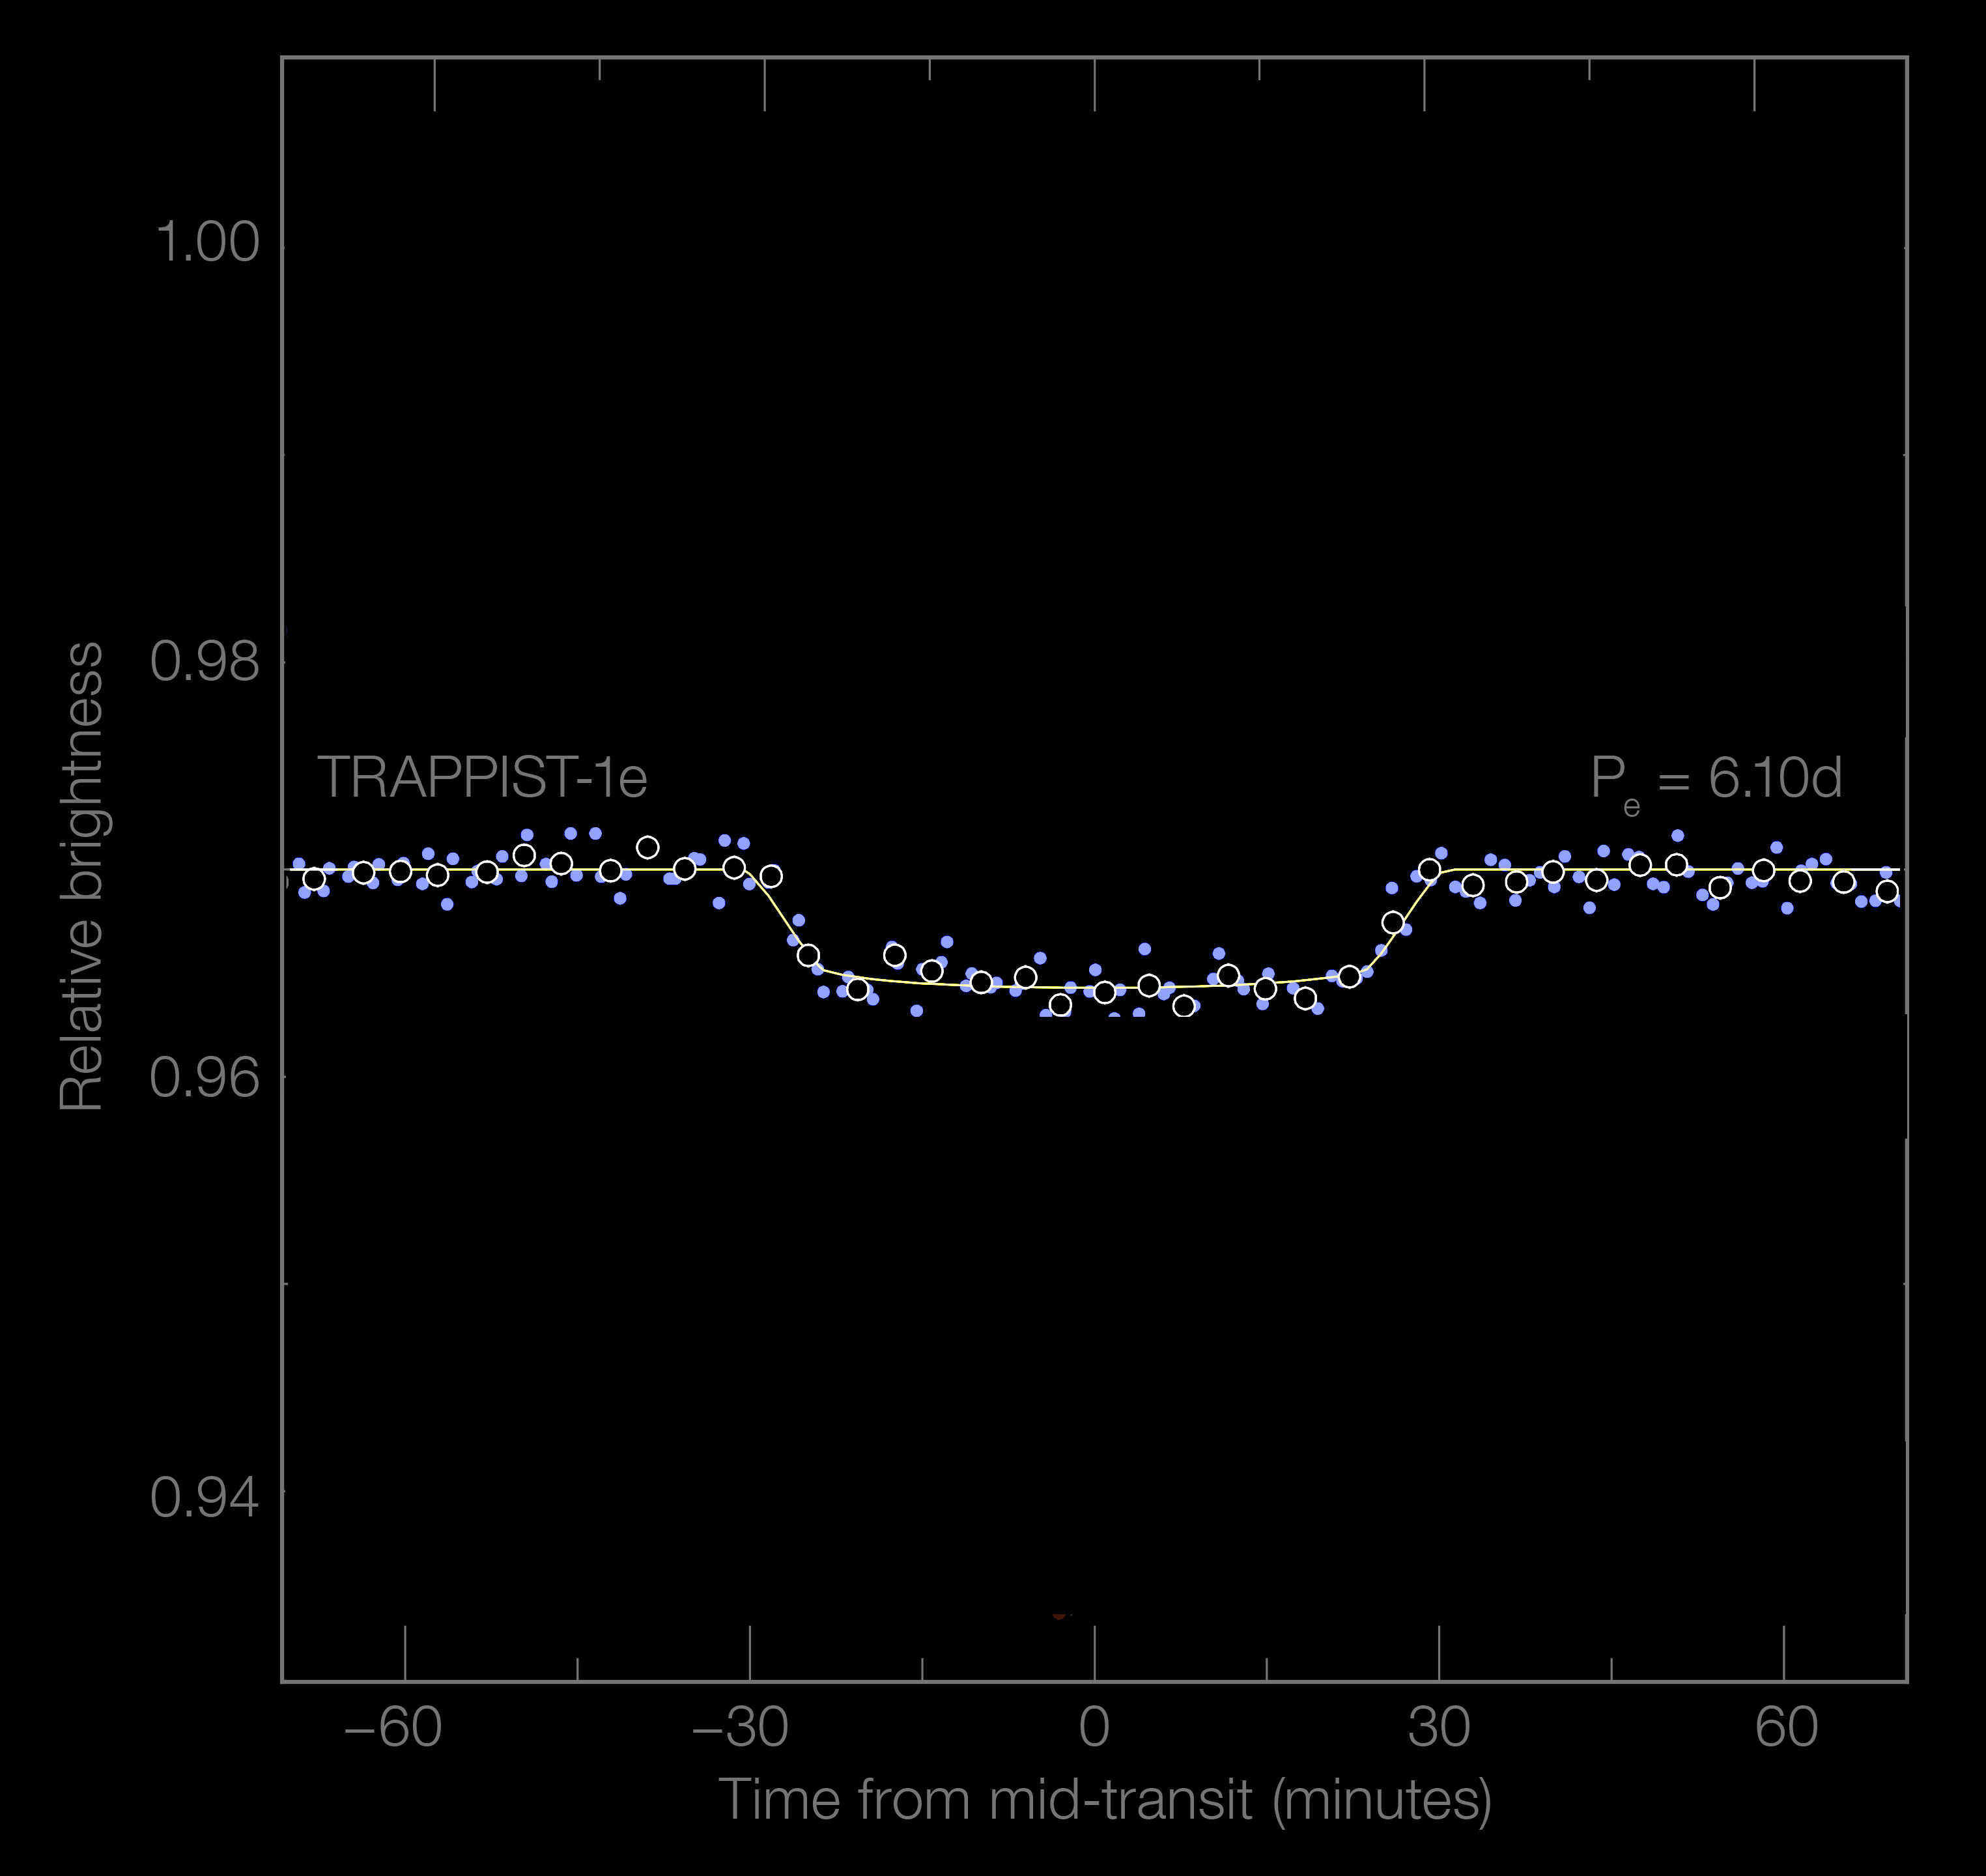 1.00
0.98
TRAPPIST-1e
Pe = 6.10d
0.96
0.94
Relative brightness
−60 −30 0 30 60
Time from mid-transit (minutes)